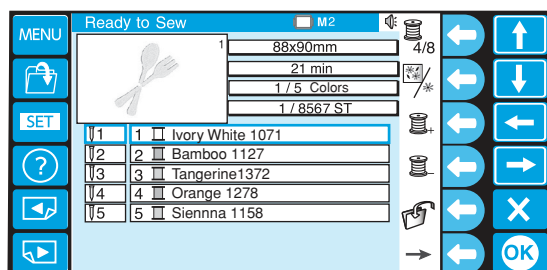 MENU
Ready to Sew M2
4/8
1
88x90mm
21 min
1 / 5 Colors
1 / 8567 ST
SET
1 1 Ivory White 1071
2 2 Bamboo 1127
3 3 Tangerine1372
4 4 Orange 1278
5 5 Siennna 1158
?
OK